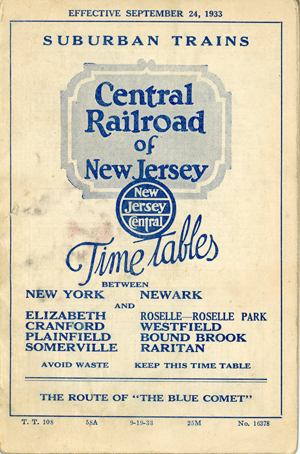 EFFECTIVE SEPTEMBER 24, 1933
SUBURBAN TRAINS
Central
Railroad
of
New Jersey
New
Jersey
Central
Time Tables
BETWEEN
NEW YORK NEWARK
AND
ELIZABETH ROSELLE—ROSELLE PARK
CRANFORD WESTFIELD
PLAINFIELD BOUND BROOK
SOMERVILLE RARITAN
AVOID WASTE KEEP THIS TIME TABLE
THE ROUTE OF "THE BLUE COMET"
T. T. 108 58A 9-19-33 25M No. 16378